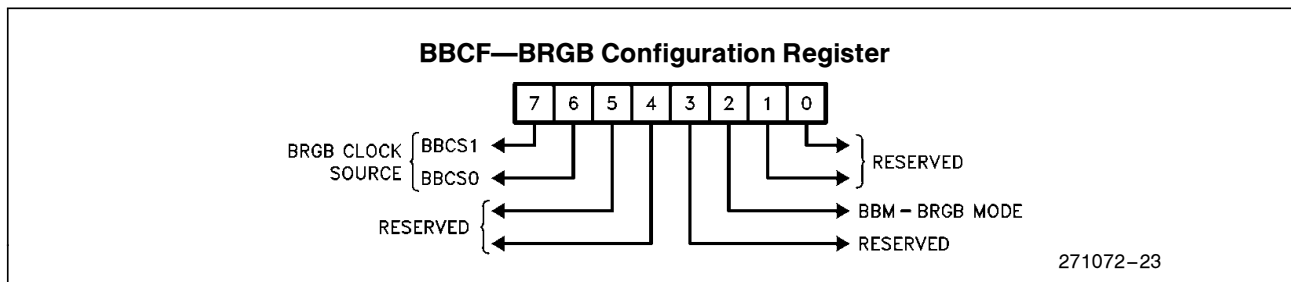 BBCF—BRGB Configuration Register
7 6 5 4 3 2 1 0
BRGB CLOCK SOURCE
BBCS1
BBCS0
RESERVED
RESERVED
BBM – BRGB MODE
RESERVED
271072–23